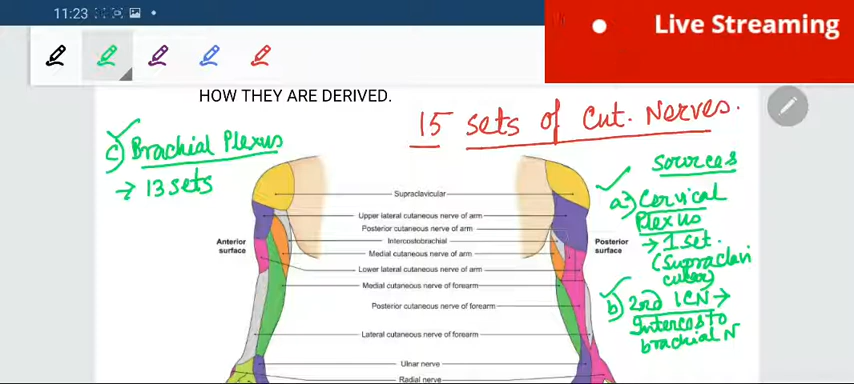 11:23
Live Streaming
HOW THEY ARE DERIVED.
15 sets of Cut. Nerves.
c) Brachial Plexus
→ 13 sets
Sources
a) Cervical
Plexus
→ 1 set.
(Supraclavi
cular)
b) 2nd ICN →
Intercosto
brachial N
Anterior
surface
Posterior
surface
Supraclavicular
Upper lateral cutaneous nerve of arm
Posterior cutaneous nerve of arm
Intercostobrachial
Medial cutaneous nerve of arm
Lower lateral cutaneous nerve of arm
Medial cutaneous nerve of forearm
Posterior cutaneous nerve of forearm
Lateral cutaneous nerve of forearm
Ulnar nerve
Radial nerve